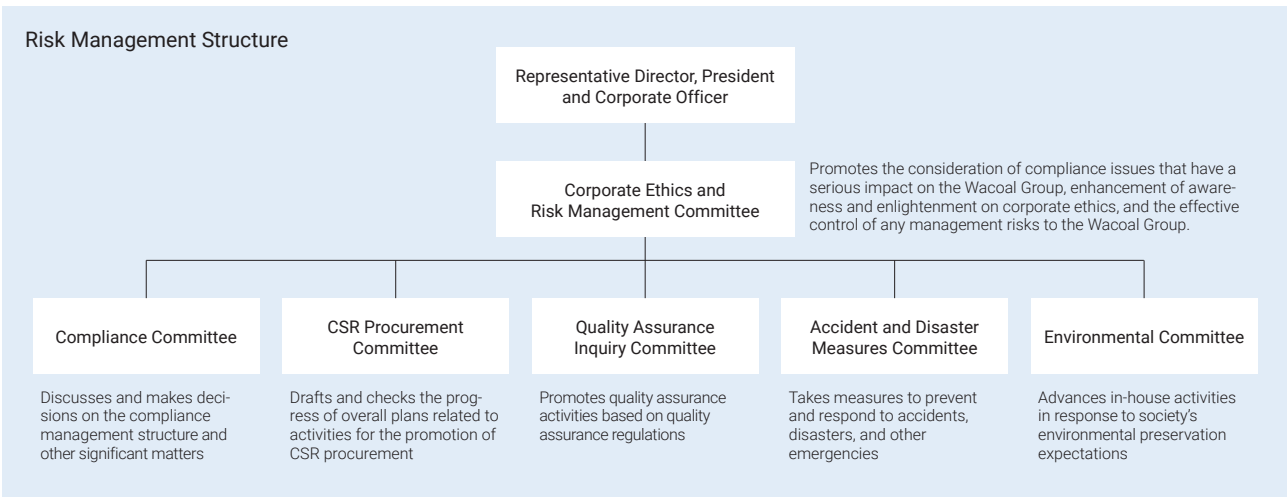 Risk Management Structure
Representative Director, President
and Corporate Officer
Corporate Ethics and
Risk Management Committee
Promotes the consideration of compliance issues that have a
serious impact on the Wacoal Group, enhancement of aware-
ness and enlightenment on corporate ethics, and the effective
control of any management risks to the Wacoal Group.
Compliance Committee
Discusses and makes deci-
sions on the compliance
management structure and
other significant matters
CSR Procurement
Committee
Drafts and checks the prog-
ress of overall plans related to
activities for the promotion of
CSR procurement
Quality Assurance
Inquiry Committee
Promotes quality assurance
activities based on quality
assurance regulations
Accident and Disaster
Measures Committee
Takes measures to prevent
and respond to accidents,
disasters, and other
emergencies
Environmental Committee
Advances in-house activities
in response to society's
environmental preservation
expectations